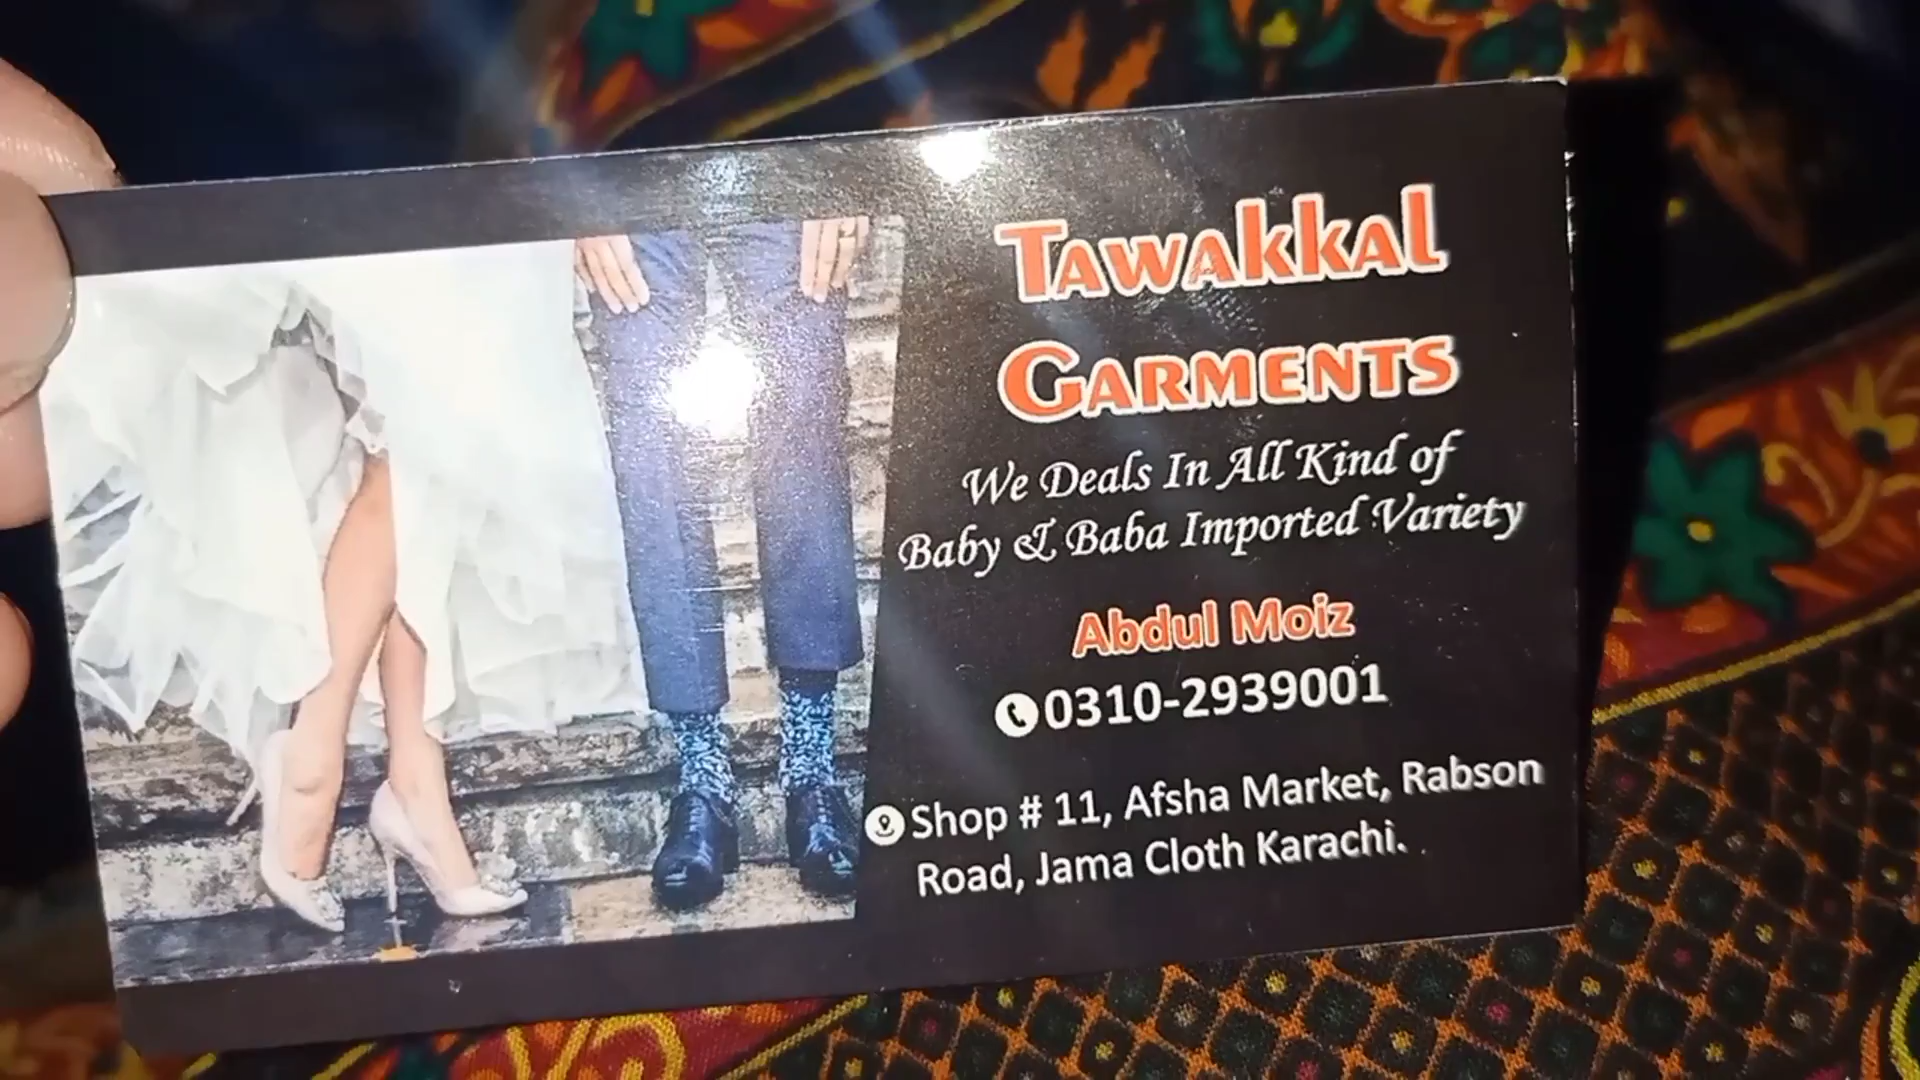 Tawakkal
Garments
We Deals In All Kind of
Baby & Baba Imported Variety
Abdul Moiz
0310-2939001
Shop # 11, Afsha Market, Rabson
Road, Jama Cloth Karachi.